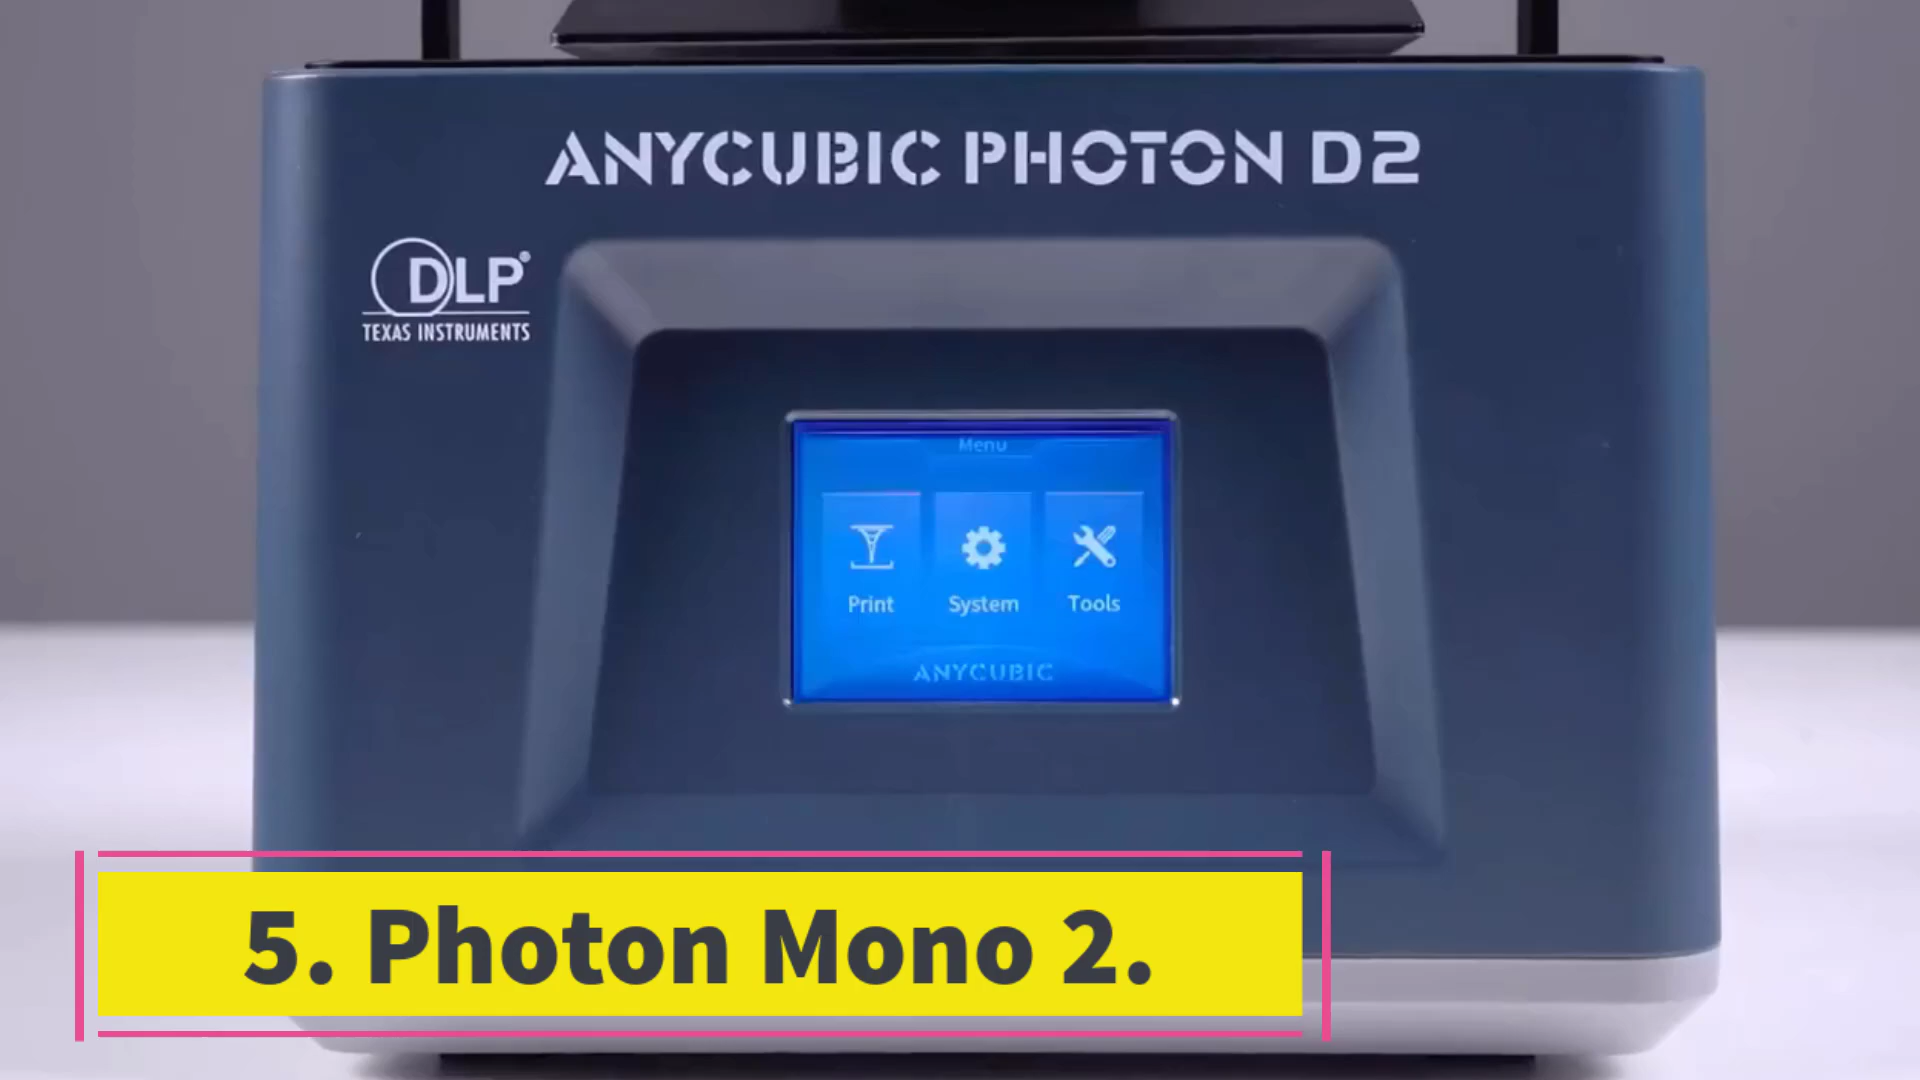 ANYCUBIC PHOTON D2
DLP®
TEXAS INSTRUMENTS
Menu
Print System Tools
ANYCUBIC
5. Photon Mono 2.